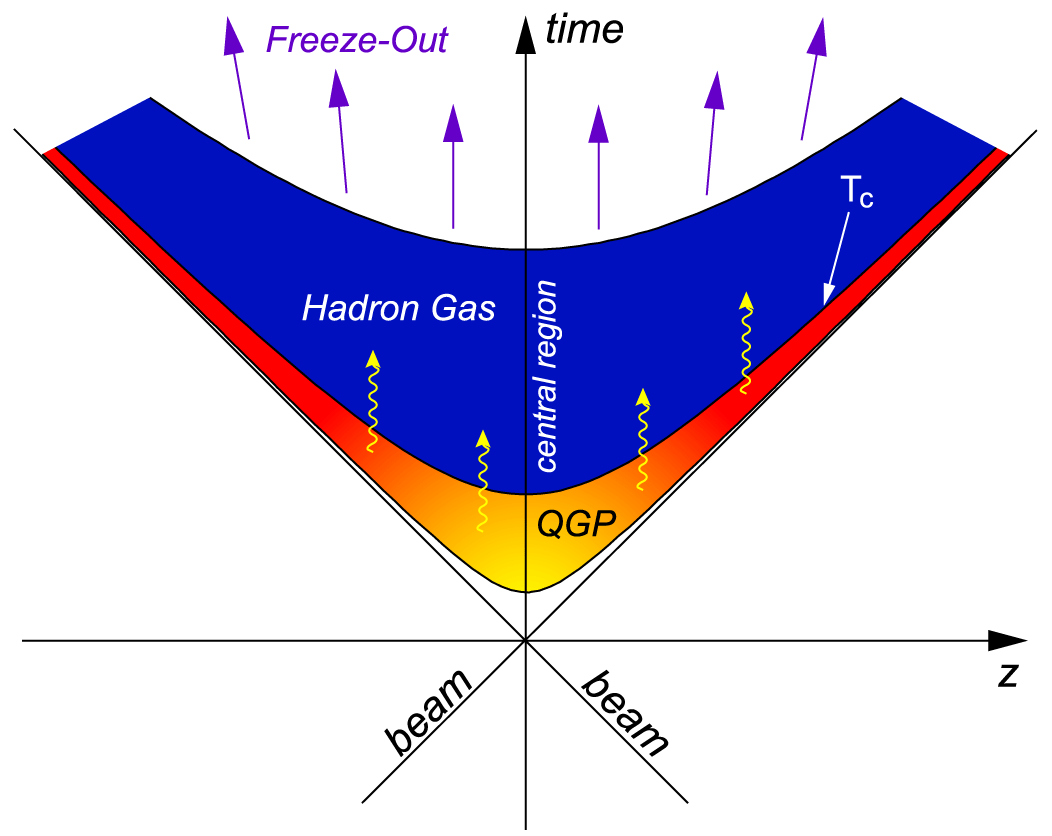 Freeze-Out
time
Tc
Hadron Gas
central region
QGP
z
beam
beam